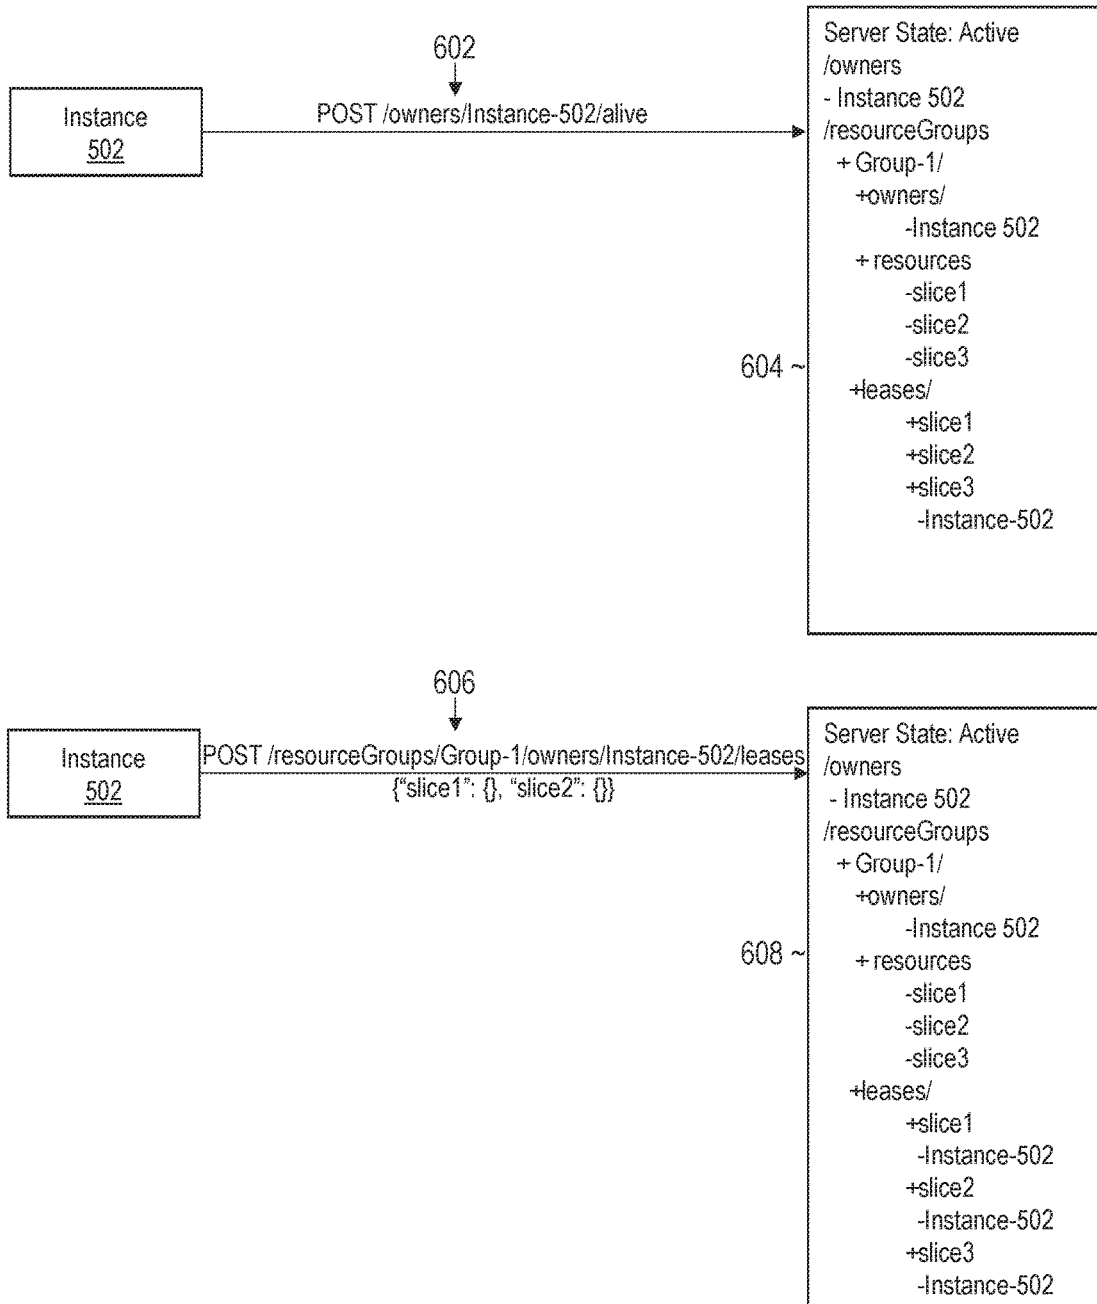 602
Instance
502
POST /owners/Instance-502/alive
Server State: Active
/owners
- Instance 502
/resourceGroups
+ Group-1/
+owners/
-Instance 502
+ resources
-slice1
-slice2
-slice3
604 ~
+leases/
+slice1
+slice2
+slice3
-Instance-502
606
Instance
502
POST /resourceGroups/Group-1/owners/Instance-502/leases
{"slice1": {}, "slice2": {}}
Server State: Active
/owners
- Instance 502
/resourceGroups
+ Group-1/
+owners/
-Instance 502
608 ~
+ resources
-slice1
-slice2
-slice3
+leases/
+slice1
-Instance-502
+slice2
-Instance-502
+slice3
-Instance-502